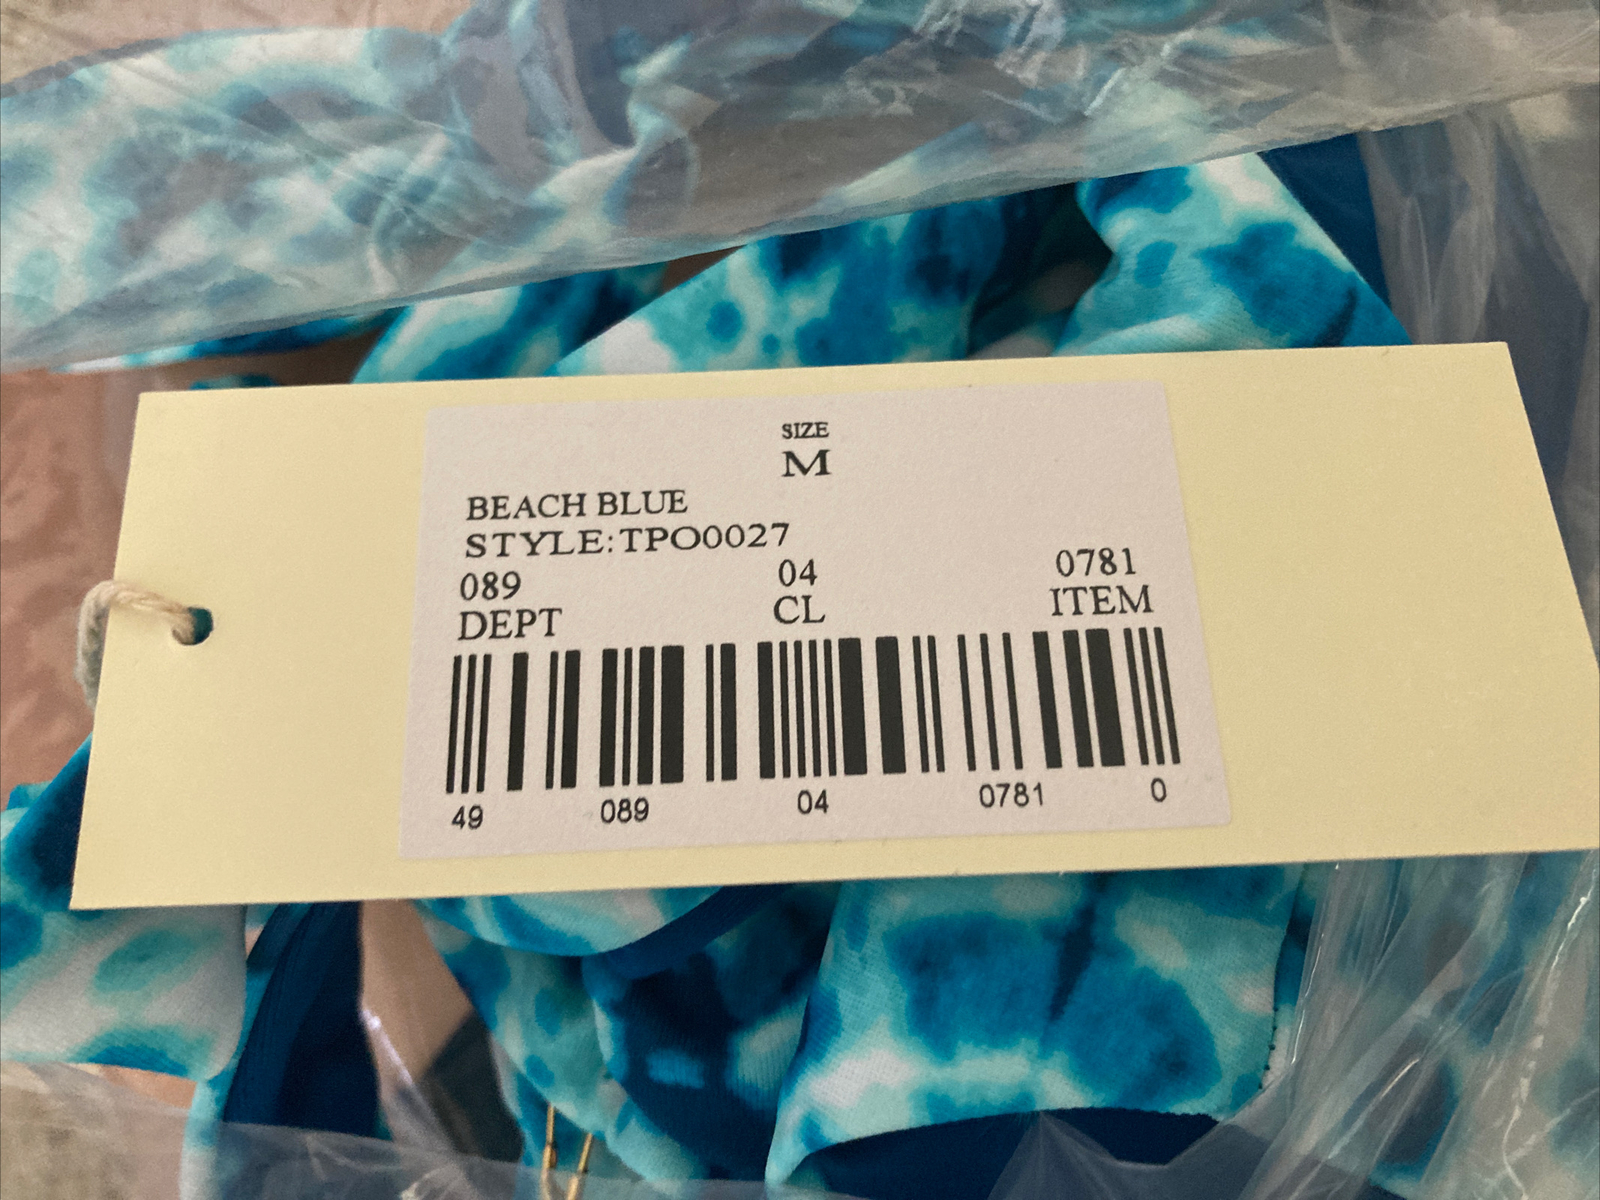 SIZE
M
BEACH BLUE
STYLE:TPO0027
089 04 0781
DEPT CL ITEM
49 089 04 0781 0